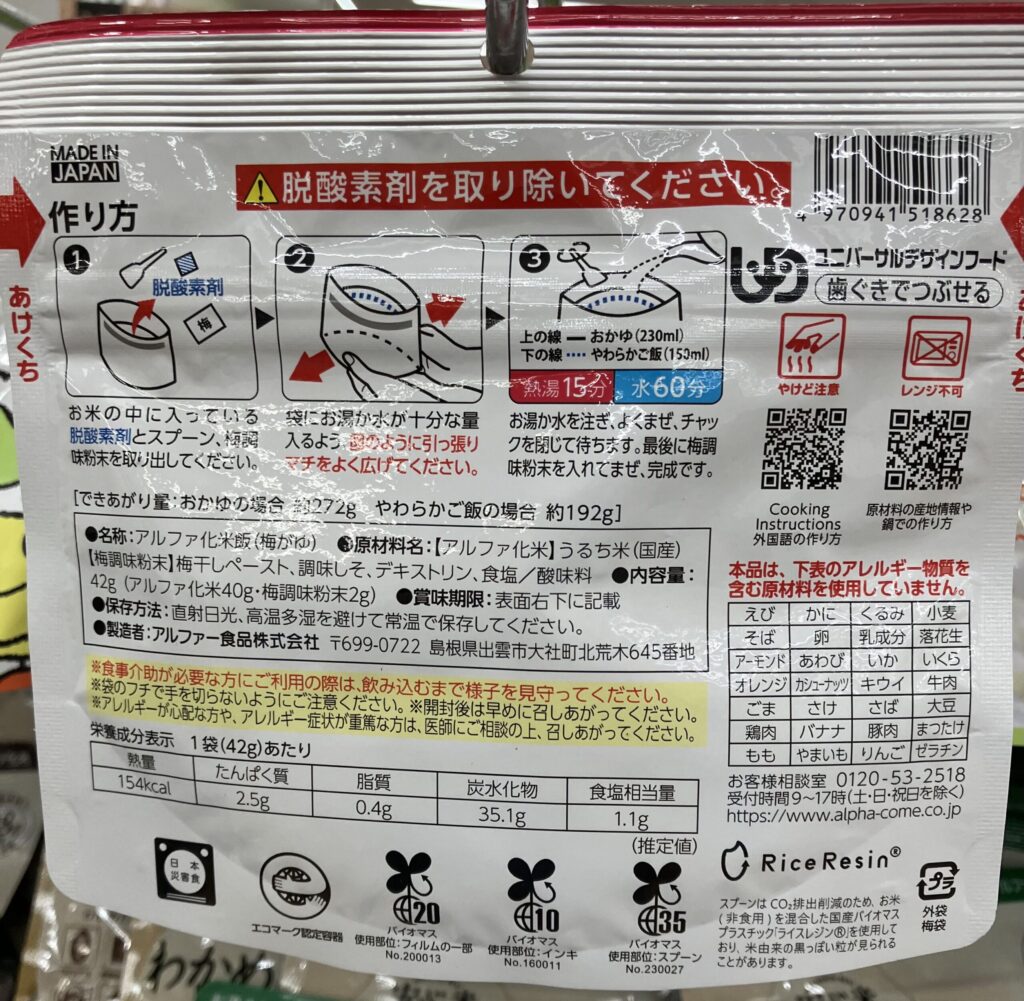 MADE IN
JAPAN
脱酸素剤を取り除いてください。
4 970941 518628
作り方
あけくち
1
脱酸素剤
梅
お米の中に入っている
脱酸素剤とスプーン、梅調
味粉末を取り出してください。
2
袋にお湯か水が十分な量
入るよう、図のように引っ張り
マチをよく広げてください。
3
上の線 おかゆ(230ml)
下の線 やわらかご飯(150ml)
熱湯15分 水60分
お湯か水を注ぎ、よくまぜ、チャッ
クを閉じて待ちます。最後に梅調
味粉末を入れてまぜ、完成です。
ユニバーサルデザインフード
歯ぐきでつぶせる
あけくち
やけど注意
レンジ不可
Cooking
Instructions
外国語の作り方
原材料の産地情報や
鍋での作り方
[できあがり量:おかゆの場合 約272g やわらかご飯の場合 約192g]
●名称:アルファ化米飯(梅がゆ) ●原材料名:【アルファ化米】うるち米(国産)
【梅調味粉末】梅干しペースト、調味しそ、デキストリン、食塩/酸味料 ●内容量:
42g(アルファ化米40g・梅調味粉末2g) ●賞味期限:表面右下に記載
●保存方法:直射日光、高温多湿を避けて常温で保存してください。
●製造者:アルファー食品株式会社 〒699-0722 島根県出雲市大社町北荒木645番地
※食事介助が必要な方にご利用の際は、飲み込むまで様子を見守ってください。
※袋のフチで手を切らないようにご注意ください。※開封後は早めに召しあがってください。
※アレルギーが心配な方や、アレルギー症状が重篤な方は、医師にご相談の上、召しあがってください。
栄養成分表示 1袋(42g)あたり
熱量 たんぱく質 脂質 炭水化物 食塩相当量
154kcal 2.5g 0.4g 35.1g 1.1g
(推定値)
本品は、下表のアレルギー物質を
含む原材料を使用していません。
えび かに くるみ 小麦
そば 卵 乳成分 落花生
アーモンド あわび いか いくら
オレンジ カシューナッツ キウイ 牛肉
ごま さけ さば 大豆
鶏肉 バナナ 豚肉 まつたけ
もも やまいも りんご ゼラチン
お客様相談室 0120-53-2518
受付時間9〜17時(土・日・祝日を除く)
https://www.alpha-come.co.jp
日本
災害食
エコマーク認定容器
20
バイオマス
使用部位:フィルムの一部
No.200013
10
バイオマス
使用部位:インキ
No.160011
35
バイオマス
使用部位:スプーン
No.230027
RiceResin®
スプーンはCO₂排出削減のため、お米
(非食用)を混合した国産バイオマス
プラスチック「ライスレジン®」を使用して
おり、米由来の黒っぽい粒が見られる
ことがあります。
プラ
外袋
梅袋
わかめ